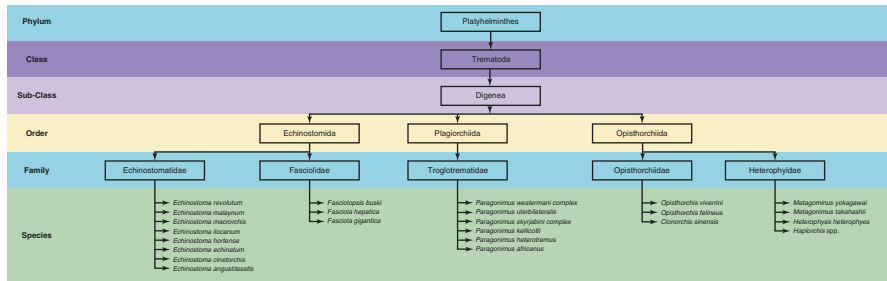 Phylum
Platyhelminthes
Class
Trematoda
Sub-Class
Digenea
Order
Echinostomida
Plagiorchiida
Opisthorchiida
Family
Echinostomatidae
Fasciolidae
Troglotrematidae
Opisthorchiidae
Heterophyidae
Species
Echinostoma revolutum
Echinostoma malaynum
Echinostoma macrorchis
Echinostoma ilocanum
Echinostoma hortense
Echinostoma echinatum
Echinostoma cinetorchis
Echinostoma angustitesstis
Fasciolopsis buski
Fasciola hepatica
Fasciola gigantica
Paragonimus westermani complex
Paragonimus uterbilateralis
Paragonimus skyrjabini complex
Paragonimus kellicotti
Paragonimus heterotremus
Paragonimus africanus
Opisthorchis viverrini
Opisthorchis felineus
Clonorchis sinensis
Metagominus yokagawai
Metagonimus takahashii
Heterophyes heterophyes
Haplorchis spp.